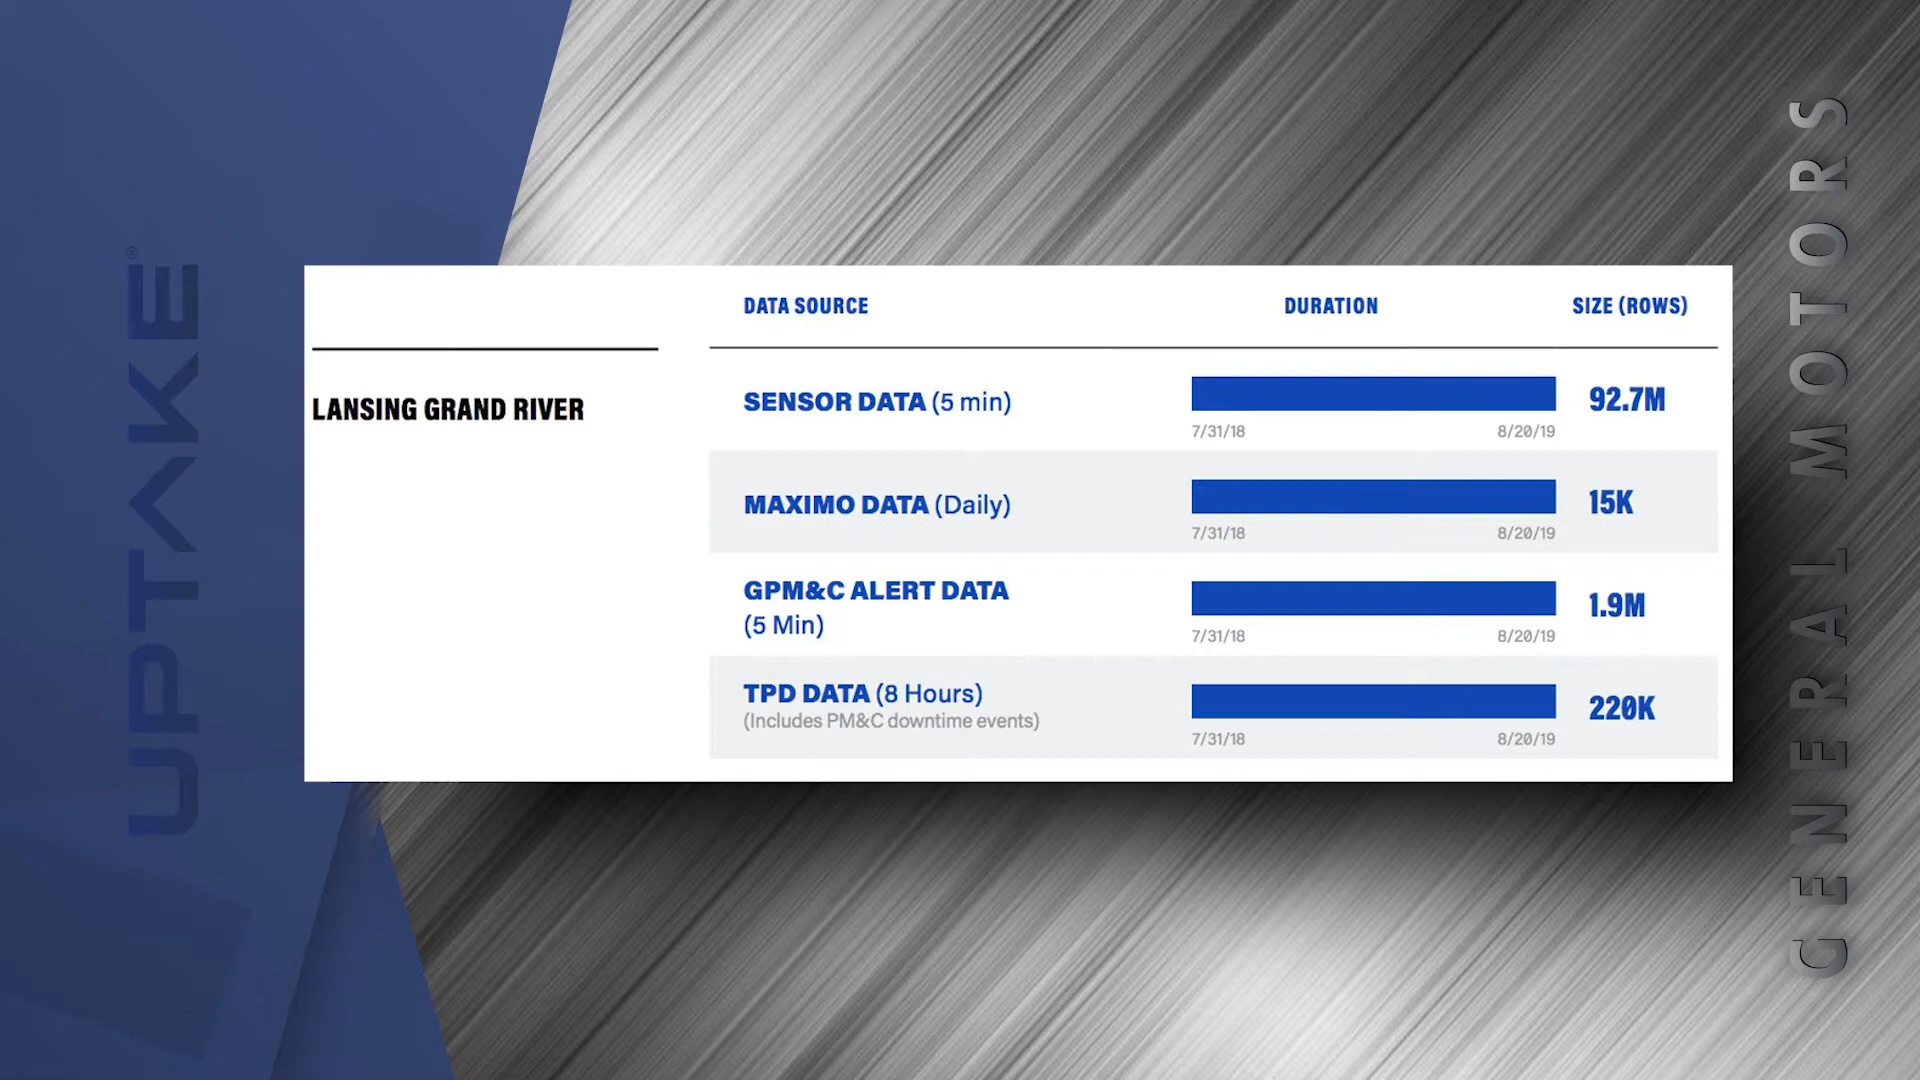 UPTAKE®
DATA SOURCE DURATION SIZE (ROWS)
LANSING GRAND RIVER
SENSOR DATA (5 min) 92.7M
7/31/18 8/20/19
MAXIMO DATA (Daily) 15K
7/31/18 8/20/19
GPM&C ALERT DATA
(5 Min) 1.9M
7/31/18 8/20/19
TPD DATA (8 Hours) 220K
(Includes PM&C downtime events)
7/31/18 8/20/19
GENERAL MOTORS